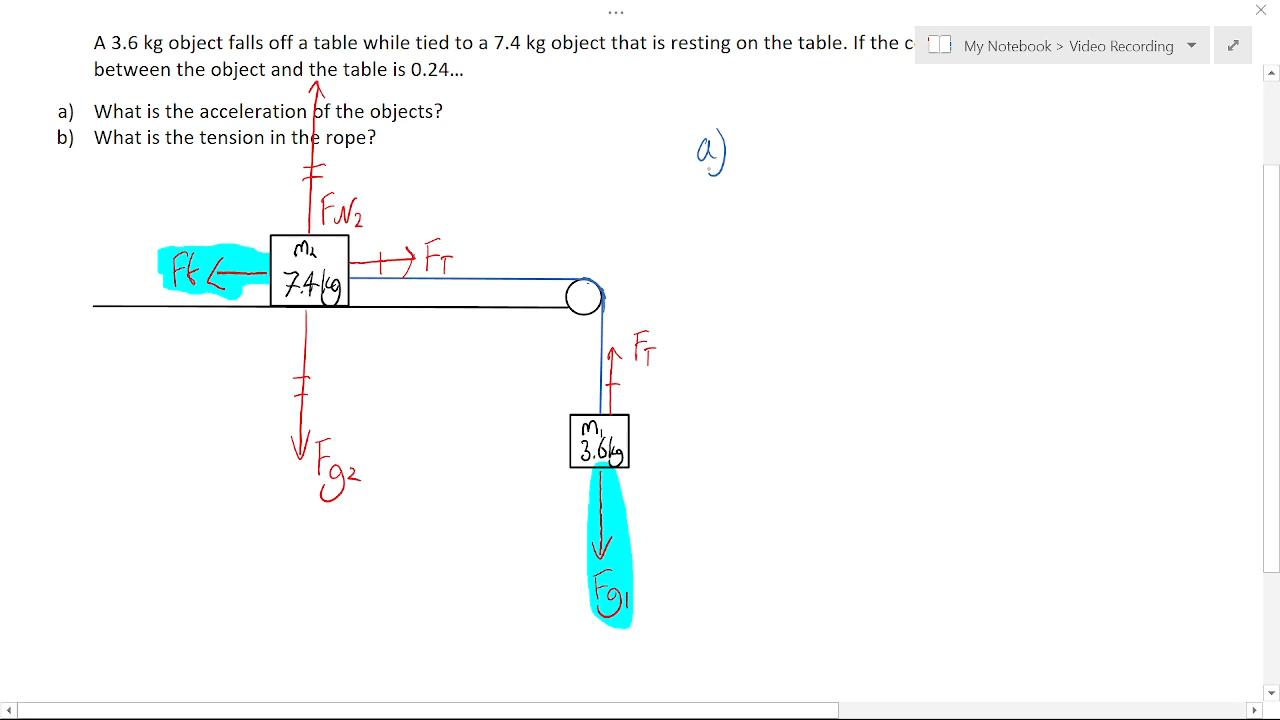 ...
A 3.6 kg object falls off a table while tied to a 7.4 kg object that is resting on the table. If the
My Notebook > Video Recording
between the object and the table is 0.24...
a) What is the acceleration of the objects?
b) What is the tension in the rope?
a)
FN2
m2
7.4kg
Ff
FT
FT
m1
3.6kg
Fg2
Fg1